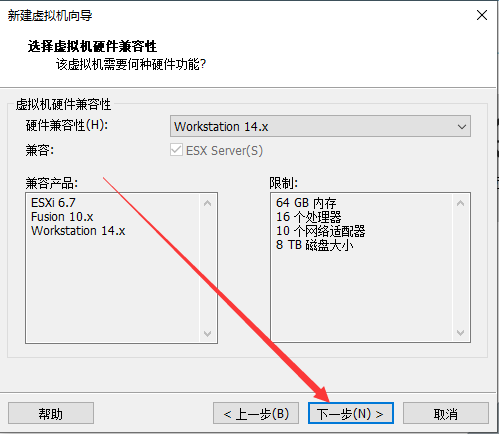 新建虚拟机向导
选择虚拟机硬件兼容性
该虚拟机需要何种硬件功能?
虚拟机硬件兼容性
硬件兼容性(H):
Workstation 14.x
兼容:
ESX Server(S)
兼容产品:
ESXi 6.7
Fusion 10.x
Workstation 14.x
限制:
64 GB 内存
16 个处理器
10 个网络适配器
8 TB 磁盘大小
帮助
< 上一步(B)
下一步(N) >
取消